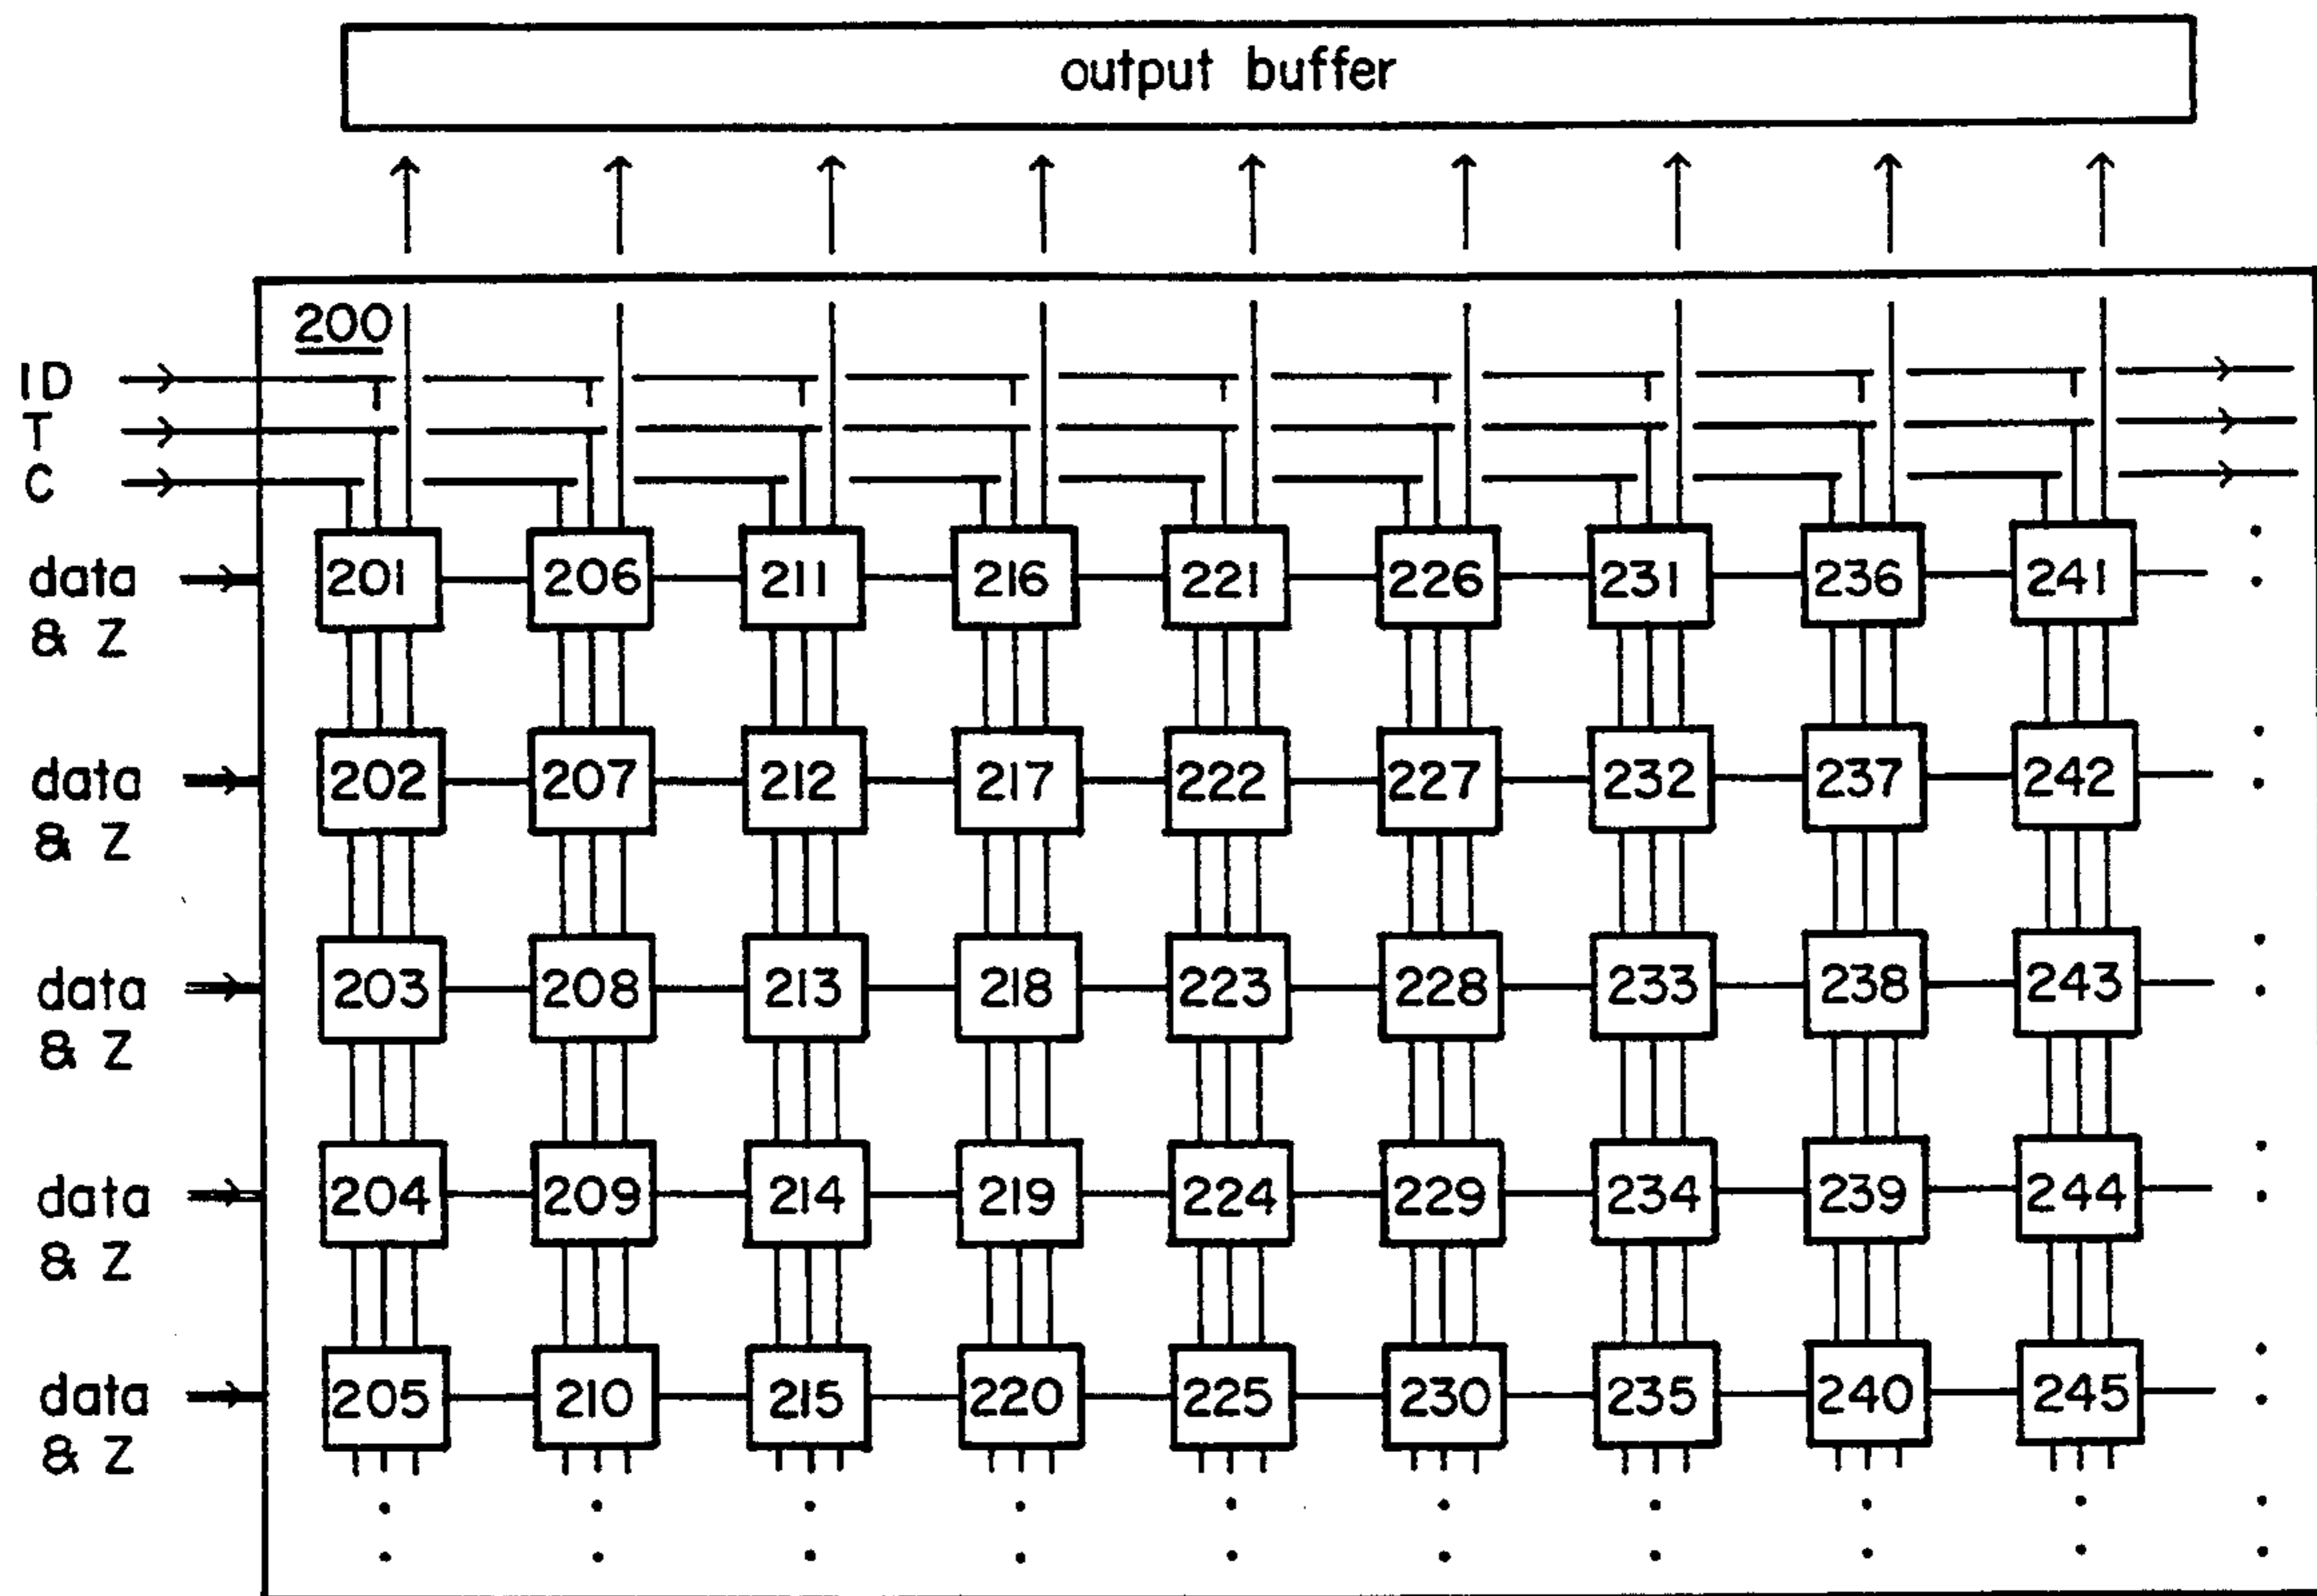 output buffer
200
ID
T
C
data & Z
201 206 211 216 221 226 231 236 241
data & Z
202 207 212 217 222 227 232 237 242
data & Z
203 208 213 218 223 228 233 238 243
data & Z
204 209 214 219 224 229 234 239 244
data & Z
205 210 215 220 225 230 235 240 245